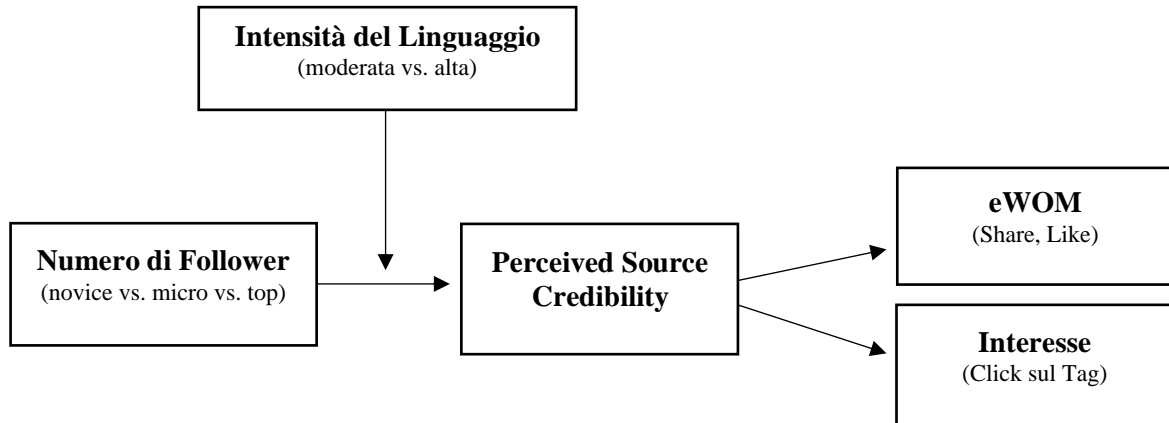 Intensità del Linguaggio
(moderata vs. alta)
Numero di Follower
(novice vs. micro vs. top)
Perceived Source
Credibility
eWOM
(Share, Like)
Interesse
(Click sul Tag)